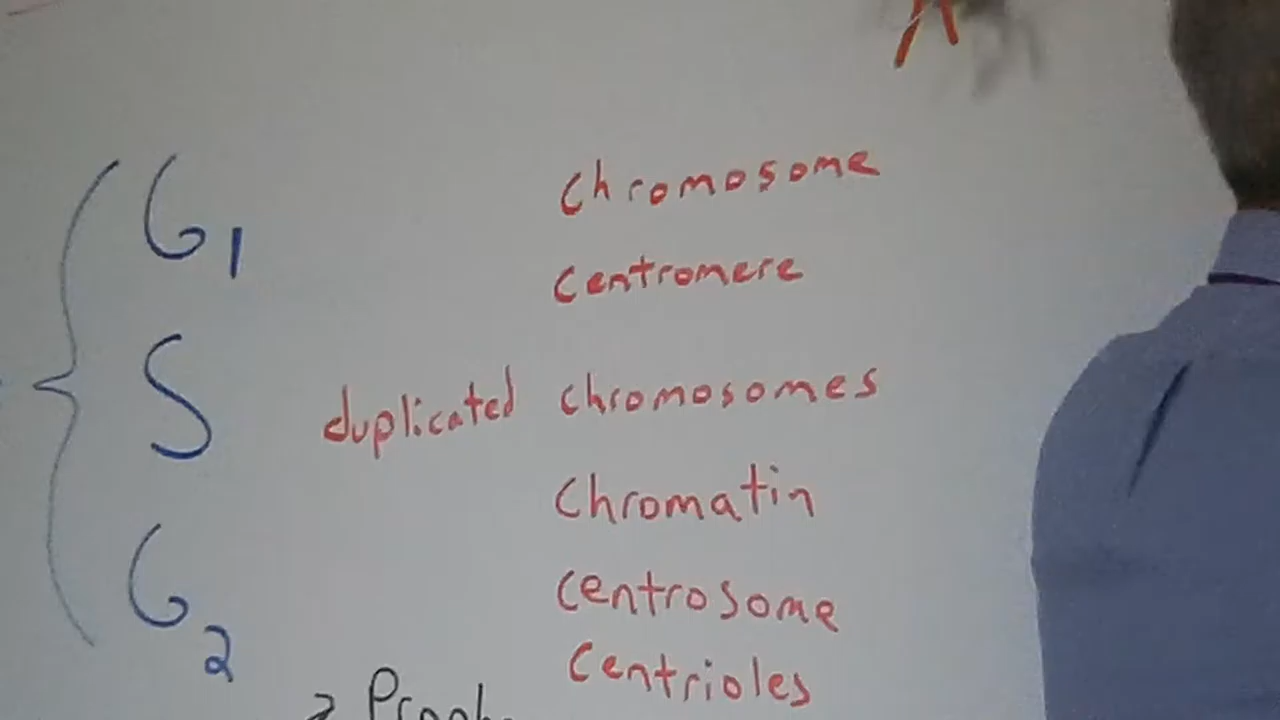 G1
Chromosome
Centromere
S
duplicated chromosomes
Chromatin
G2
Centrosome
Centrioles